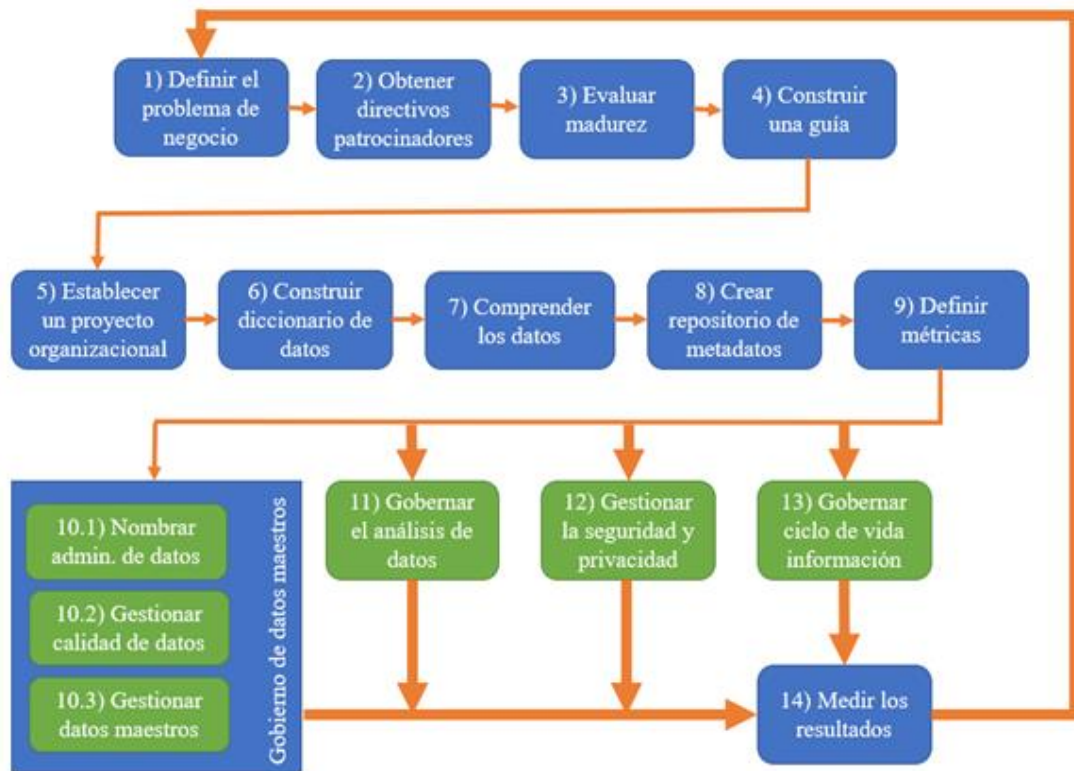 1) Definir el
problema de
negocio
2) Obtener
directivos
patrocinadores
3) Evaluar
madurez
4) Construir
una guía
5) Establecer
un proyecto
organizacional
6) Construir
diccionario de
datos
7) Comprender
los datos
8) Crear
repositorio de
metadatos
9) Definir
métricas
10.1) Nombrar
admin. de datos
10.2) Gestionar
calidad de datos
10.3) Gestionar
datos maestros
Gobierno de datos maestros
11) Gobernar
el análisis de
datos
12) Gestionar
la seguridad y
privacidad
13) Gobernar
ciclo de vida
información
14) Medir los
resultados